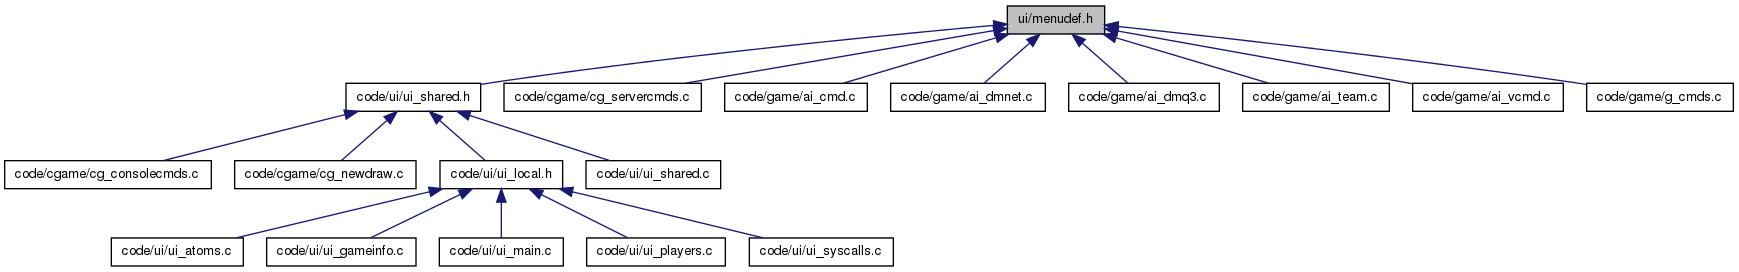 ui/menudef.h
code/ui/ui_shared.h
code/cgame/cg_servercmds.c
code/game/ai_cmd.c
code/game/ai_dmnet.c
code/game/ai_dmq3.c
code/game/ai_team.c
code/game/ai_vcmd.c
code/game/g_cmds.c
code/cgame/cg_consolecmds.c
code/cgame/cg_newdraw.c
code/ui/ui_local.h
code/ui/ui_shared.c
code/ui/ui_atoms.c
code/ui/ui_gameinfo.c
code/ui/ui_main.c
code/ui/ui_players.c
code/ui/ui_syscalls.c